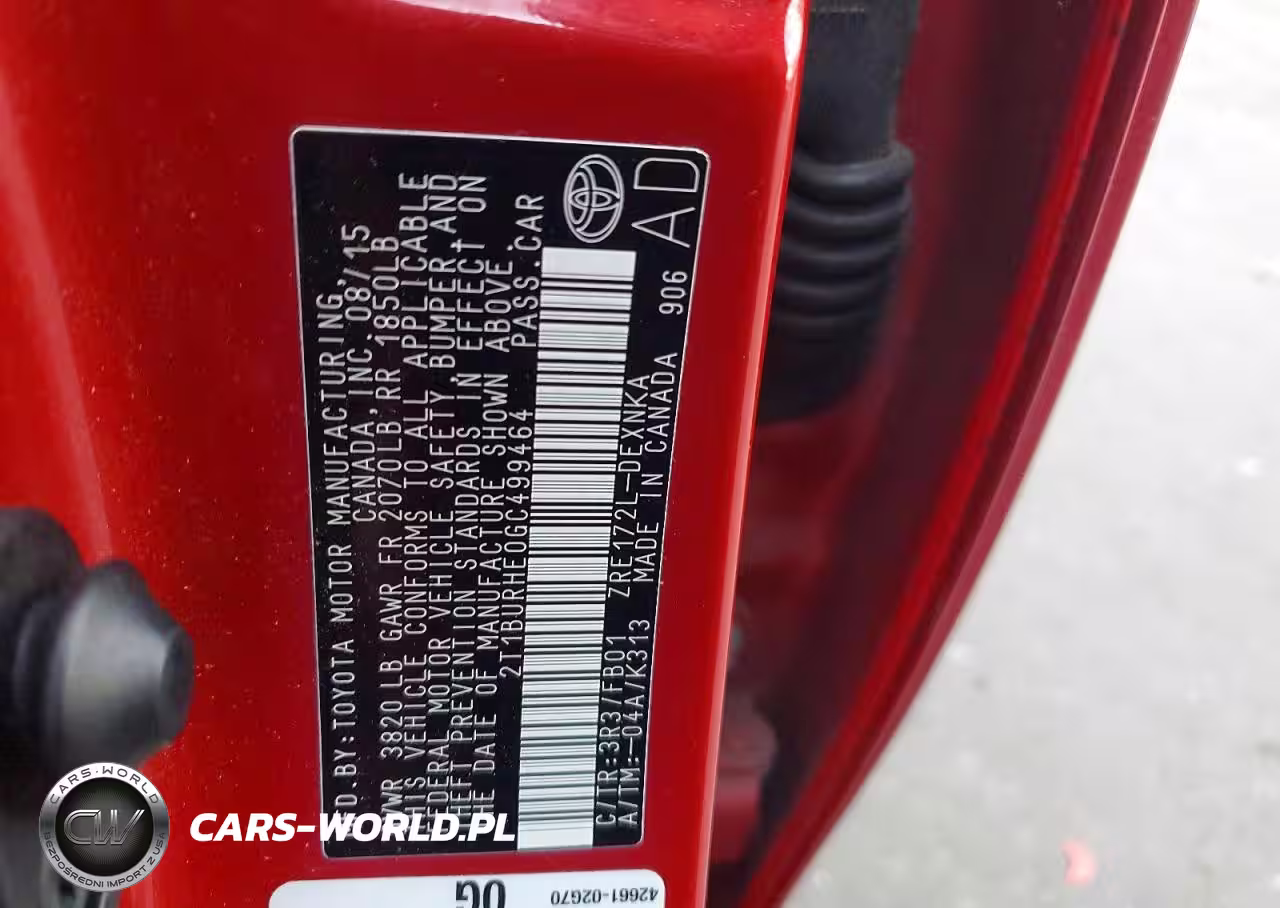 MFD.BY:TOYOTA MOTOR MANUFACTURING,
CANADA, INC. 08/15
GVWR 3820LB GAWR FR 2070LB,RR 1850LB
THIS VEHICLE CONFORMS TO ALL APPLICABLE
FEDERAL MOTOR VEHICLE SAFETY,BUMPER,AND
THEFT PREVENTION STANDARDS IN EFFECT ON
THE DATE OF MANUFACTURE SHOWN ABOVE.
2T1BURHE0GC499464 PASS.CAR
C/TR:3R3/FB01 ZRE172L-DEXNKA
A/TM:-04A/K313 MADE IN CANADA 906
AD
0G
42661-02G70
CARS-WORLD
CW
BEZPOŚREDNI IMPORT Z USA
CARS-WORLD.PL